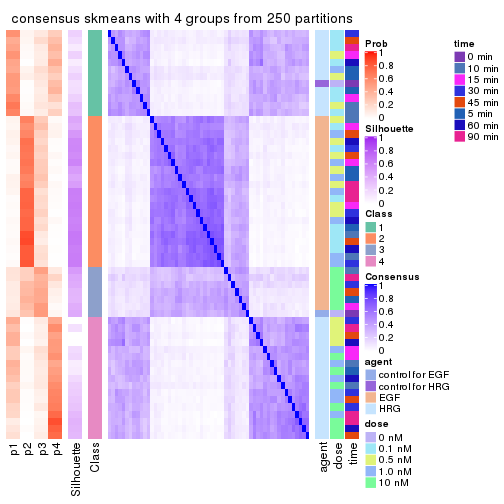 consensus skmeans with 4 groups from 250 partitions
Prob
1
0.8
0.6
0.4
0.2
0
Silhouette
1
0.8
0.6
0.4
0.2
0
Class
1
2
3
4
Consensus
1
0.8
0.6
0.4
0.2
0
agent
control for EGF
control for HRG
EGF
HRG
dose
0 nM
0.1 nM
0.5 nM
1.0 nM
10 nM
time
0 min
10 min
15 min
30 min
45 min
5 min
60 min
90 min
p1
p2
p3
p4
Silhouette
Class
agent
dose
time